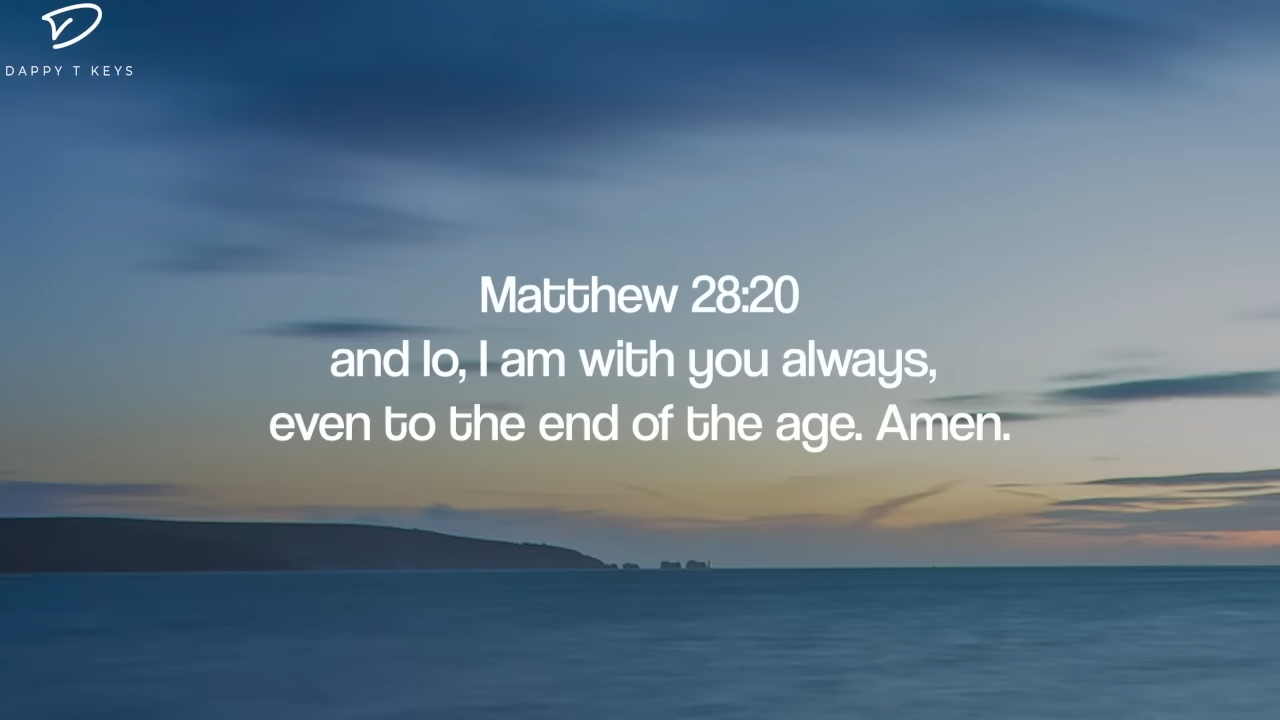 DAPPY T KEYS
Matthew 28:20
and lo, I am with you always,
even to the end of the age. Amen.